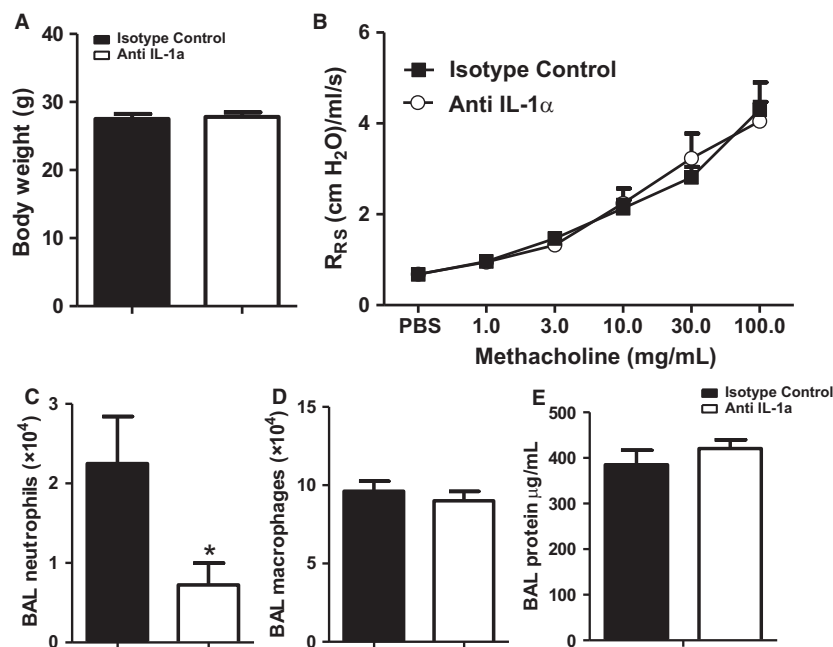 A
Isotype Control
Anti IL-1a
Body weight (g)
40
30
20
10
0
B
Isotype Control
Anti IL-1α
R_RS (cm H₂O)/ml/s)
6
4
2
0
PBS 1.0 3.0 10.0 30.0 100.0
Methacholine (mg/mL)
C
BAL neutrophils (×10⁴)
3
2
1
0
*
D
BAL macrophages (×10⁴)
15
10
5
0
E
Isotype Control
Anti IL-1a
BAL protein μg/mL
500
400
300
200
100
0